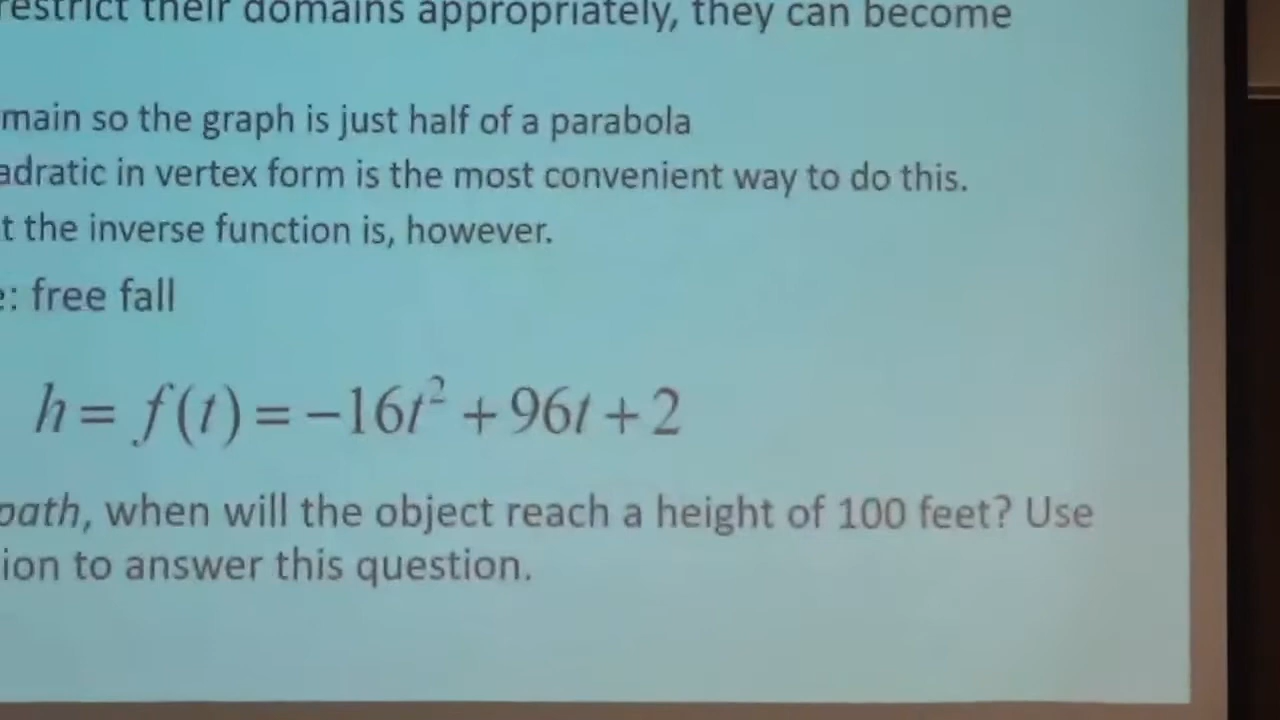 restrict their domains appropriately, they can become
main so the graph is just half of a parabola
adratic in vertex form is the most convenient way to do this.
t the inverse function is, however.
e: free fall
h = f(t) = −16t² + 96t + 2
path, when will the object reach a height of 100 feet? Use
ion to answer this question.